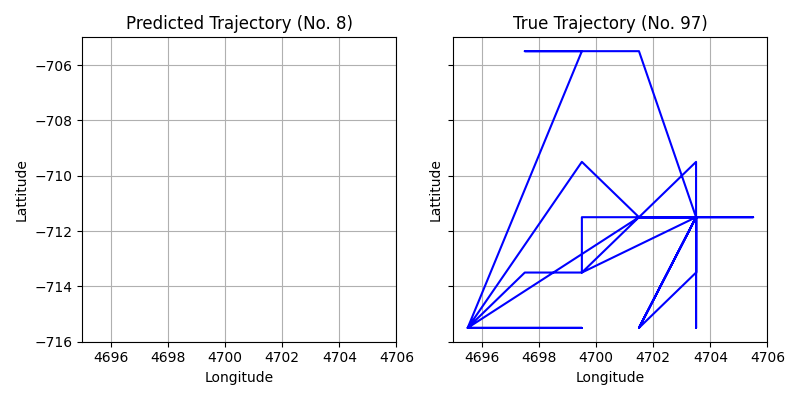 Predicted Trajectory (No. 8)
True Trajectory (No. 97)
−706
−708
−710
−712
−714
−716
Lattitude
Lattitude
4696 4698 4700 4702 4704 4706
4696 4698 4700 4702 4704 4706
Longitude
Longitude